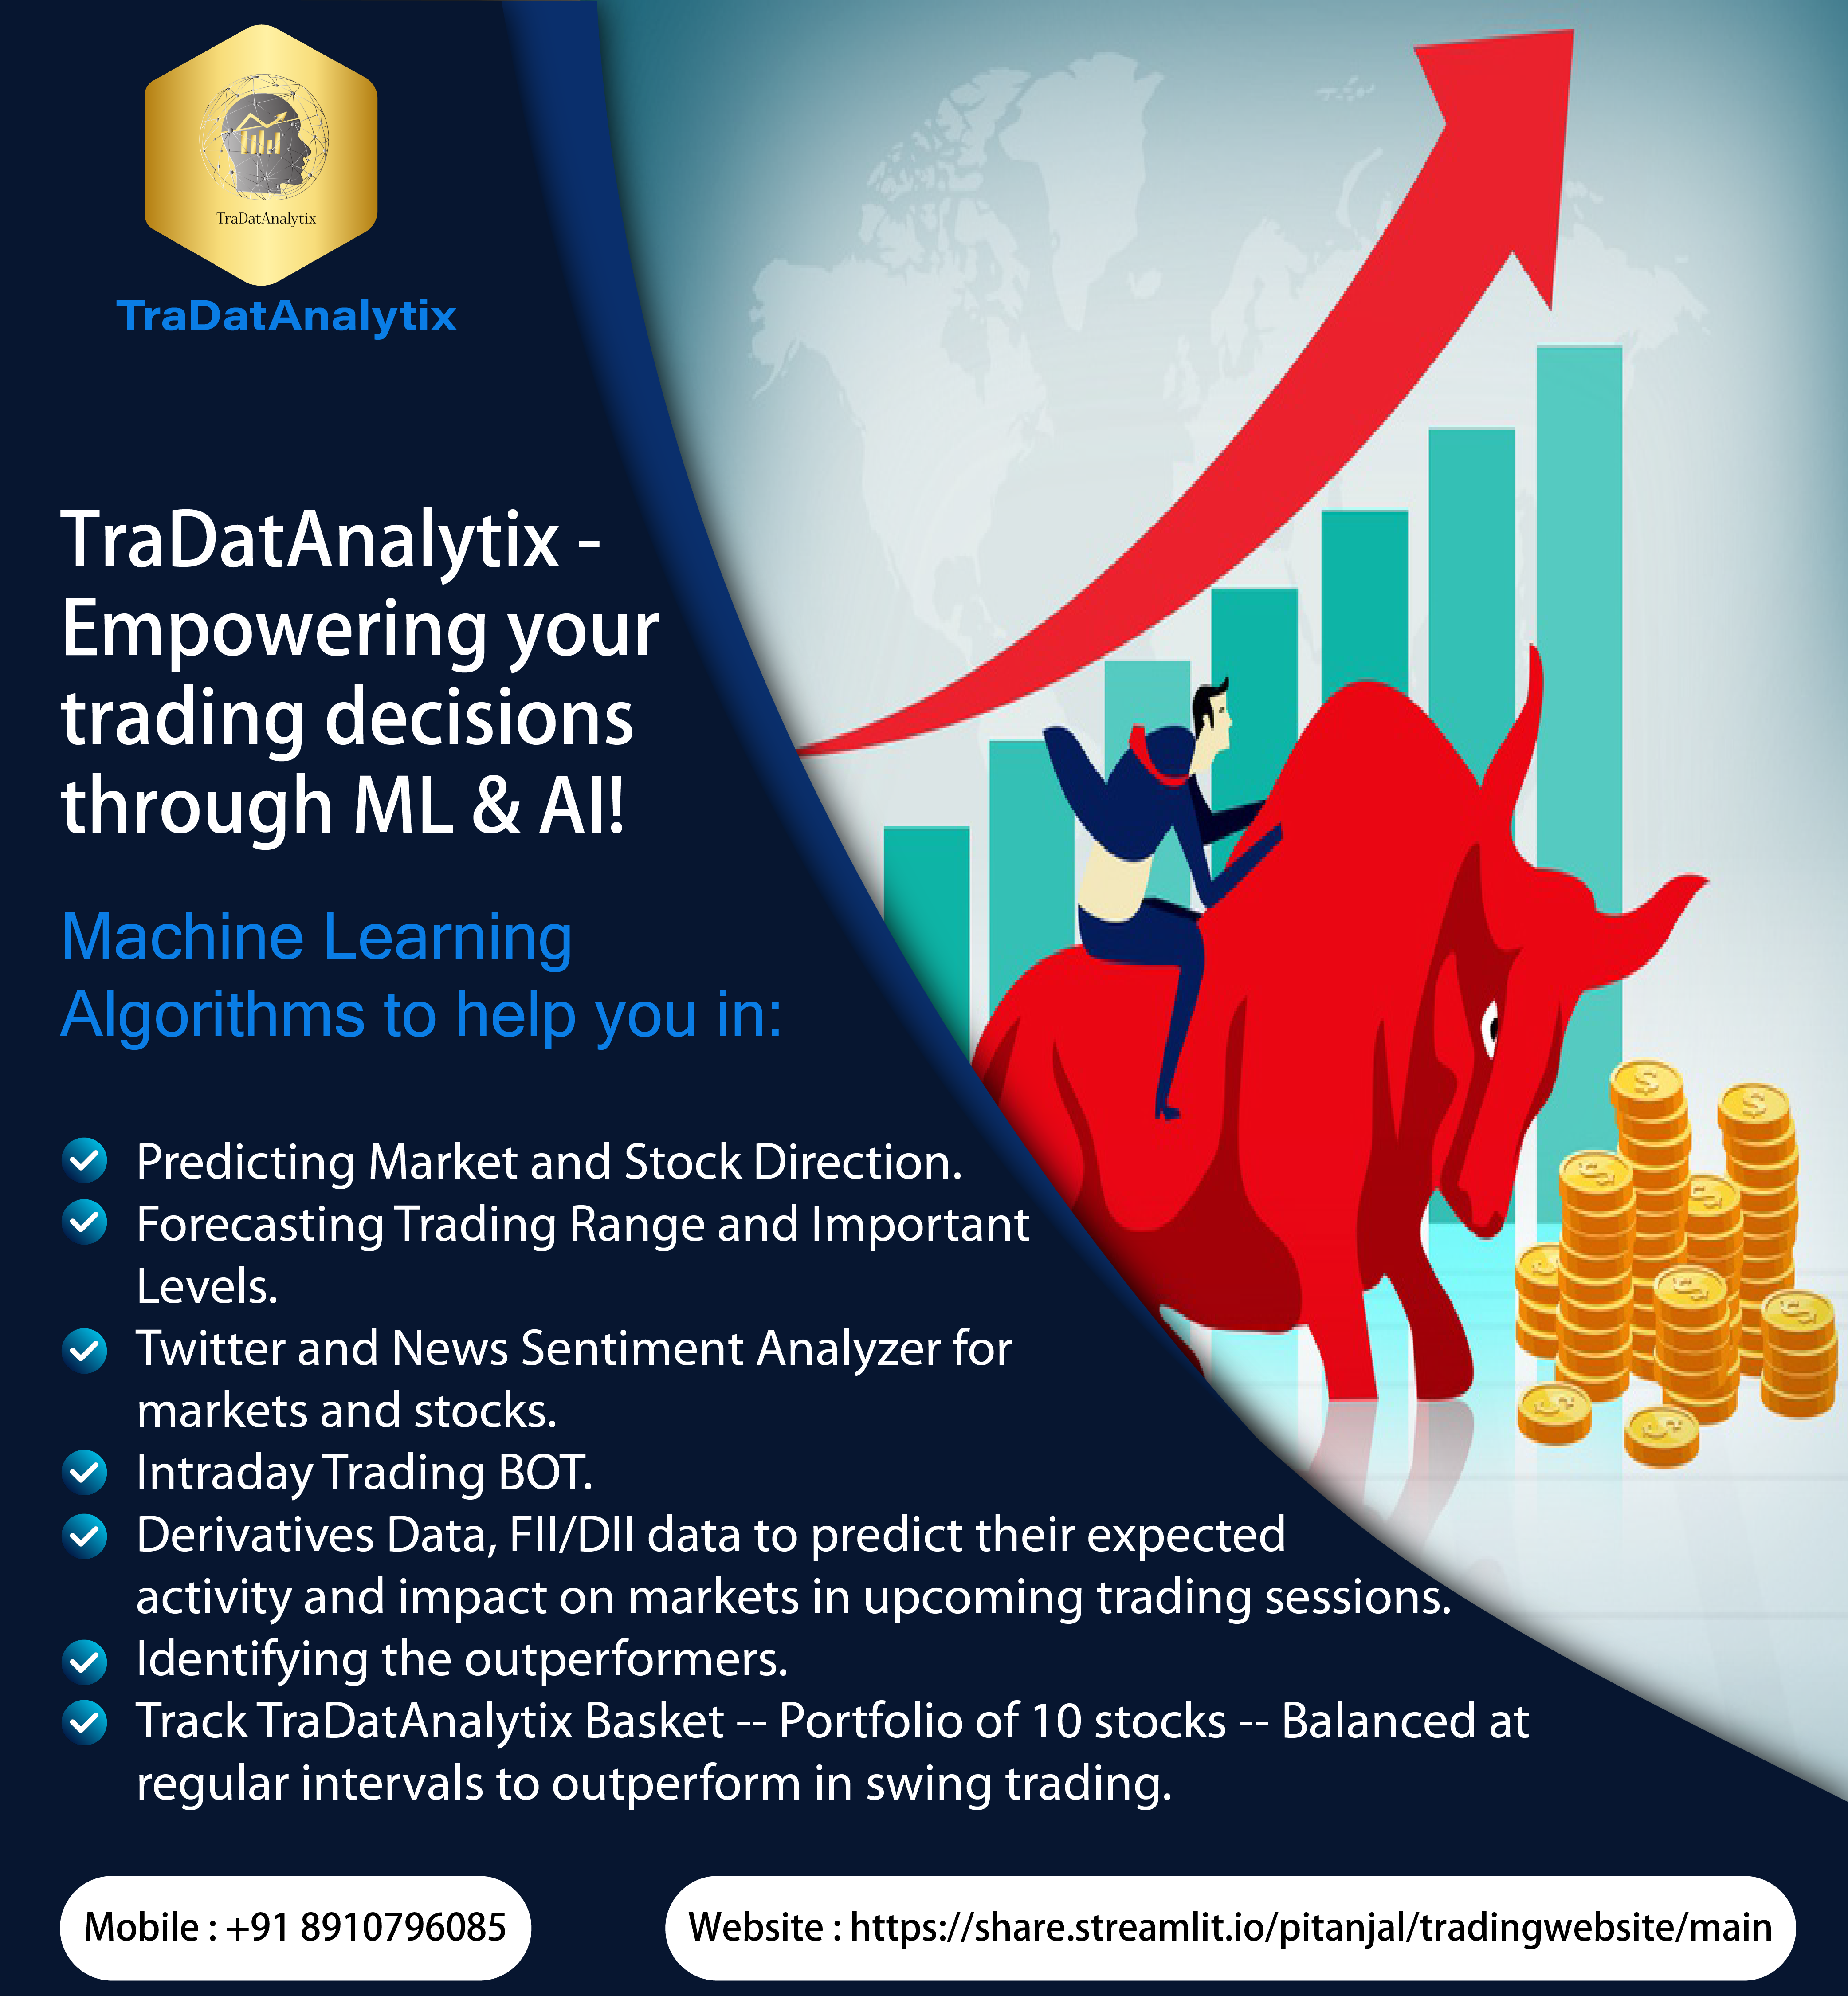 TraDatAnalytix
TraDatAnalytix
TraDatAnalytix -
Empowering your
trading decisions
through ML & AI!
Machine Learning
Algorithms to help you in:
Predicting Market and Stock Direction.
Forecasting Trading Range and Important
Levels.
Twitter and News Sentiment Analyzer for
markets and stocks.
Intraday Trading BOT.
Derivatives Data, FII/DII data to predict their expected
activity and impact on markets in upcoming trading sessions.
Identifying the outperformers.
Track TraDatAnalytix Basket -- Portfolio of 10 stocks -- Balanced at
regular intervals to outperform in swing trading.
Mobile : +91 8910796085
Website : https://share.streamlit.io/pitanjal/tradingwebsite/main